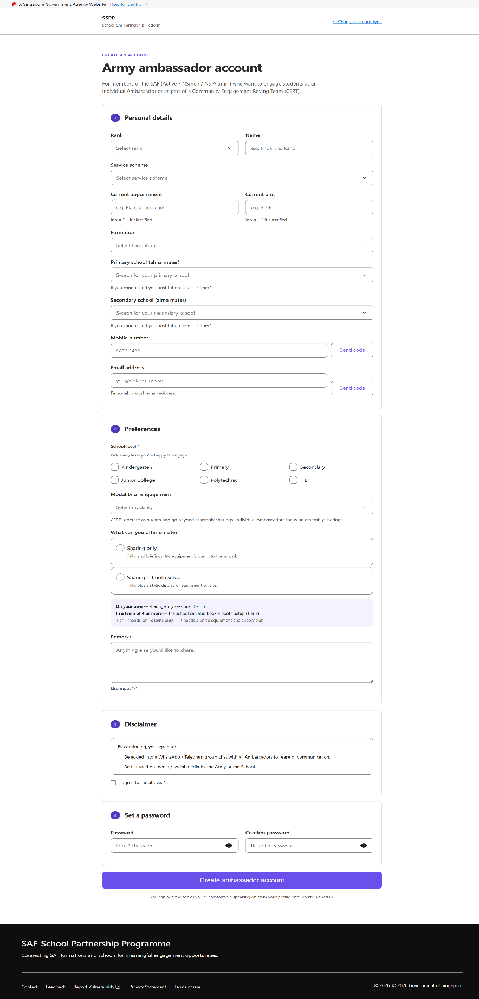 A Singapore Government Agency Website How to identify
SSPP
School-SAF Partnership Platform
← Change account type
CREATE AN ACCOUNT
Army ambassador account
For members of the SAF (Active / NSmen / NS Alumni) who want to engage students as an
Individual Ambassador or as part of a Community Engagement Roving Team (CERT).
1 Personal details
Rank
Select rank
Name
e.g. Phua Chu Kang
Service scheme
Select service scheme
Current appointment
e.g. Platoon Sergeant
Input "-" if classified.
Current unit
e.g. 3 SIR
Input "-" if classified.
Formation
Select formation
Primary school (alma mater)
Search for your primary school
If you cannot find your institution, select "Other".
Secondary school (alma mater)
Search for your secondary school
If you cannot find your institution, select "Other".
Mobile number
9876 5432
Send code
Email address
you@defence.gov.sg
Send code
Personal or work email address.
2 Preferences
School level *
Pick every level you're happy to engage.
Kindergarten Primary Secondary
Junior College Polytechnic ITE
Modality of engagement
Select modality
CERTs operate as a team and go beyond assembly sharings. Individual Ambassadors focus on assembly sharings.
What can you offer on site?
Sharing only
Talks and briefings. No equipment brought to the school.
Sharing + booth setup
Talks plus a static display or equipment on site.
On your own — sharing-only sessions (Tier 3).
In a team of 4 or more — the school can also book a booth setup (Tier 2).
Tier 1 (hands-on) is units only — it needs a unit's equipment and supervision.
Remarks
Anything else you'd like to share.
Else input "-".
3 Disclaimer
By continuing, you agree to:
Be added into a WhatsApp / Telegram group chat with all Ambassadors for ease of communication.
Be featured on media / social media by the Army or the School.
I agree to the above. *
4 Set a password
Password
Min. 8 characters
Confirm password
Re-enter password
Create ambassador account
You can add the topics you're comfortable speaking on from your profile once you're signed in.
SAF-School Partnership Programme
Connecting SAF formations and schools for meaningful engagement opportunities.
Contact Feedback Report Vulnerability Privacy Statement Terms of use
© 2026, © 2026 Government of Singapore